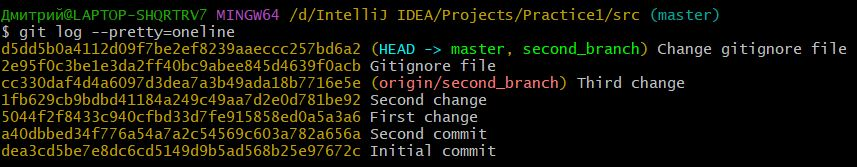 Дмитрий@LAPTOP-SHQRTRV7 MINGW64 /d/IntelliJ IDEA/Projects/Practice1/src (master)
$ git log --pretty=oneline
d5dd5b0a4112d09f7be2ef8239aaeccc257bd6a2 (HEAD -> master, second_branch) Change gitignore file
2e95f0c3be1e3da2ff40bc9abee845d4639f0acb Gitignore file
cc330daf4d4a6097d3dea7a3b49ada18b7716e5e (origin/second_branch) Third change
1fb629cb9bdbd41184a249c49aa7d2e0d781be92 Second change
5044f2f8433c940cfbd33d7fe915858ed0a5a3a6 First change
a40dbbed34f776a54a7a2c54569c603a782a656a Second commit
dea3cd5be7e8dc6cd5149d9b5ad568b25e97672c Initial commit